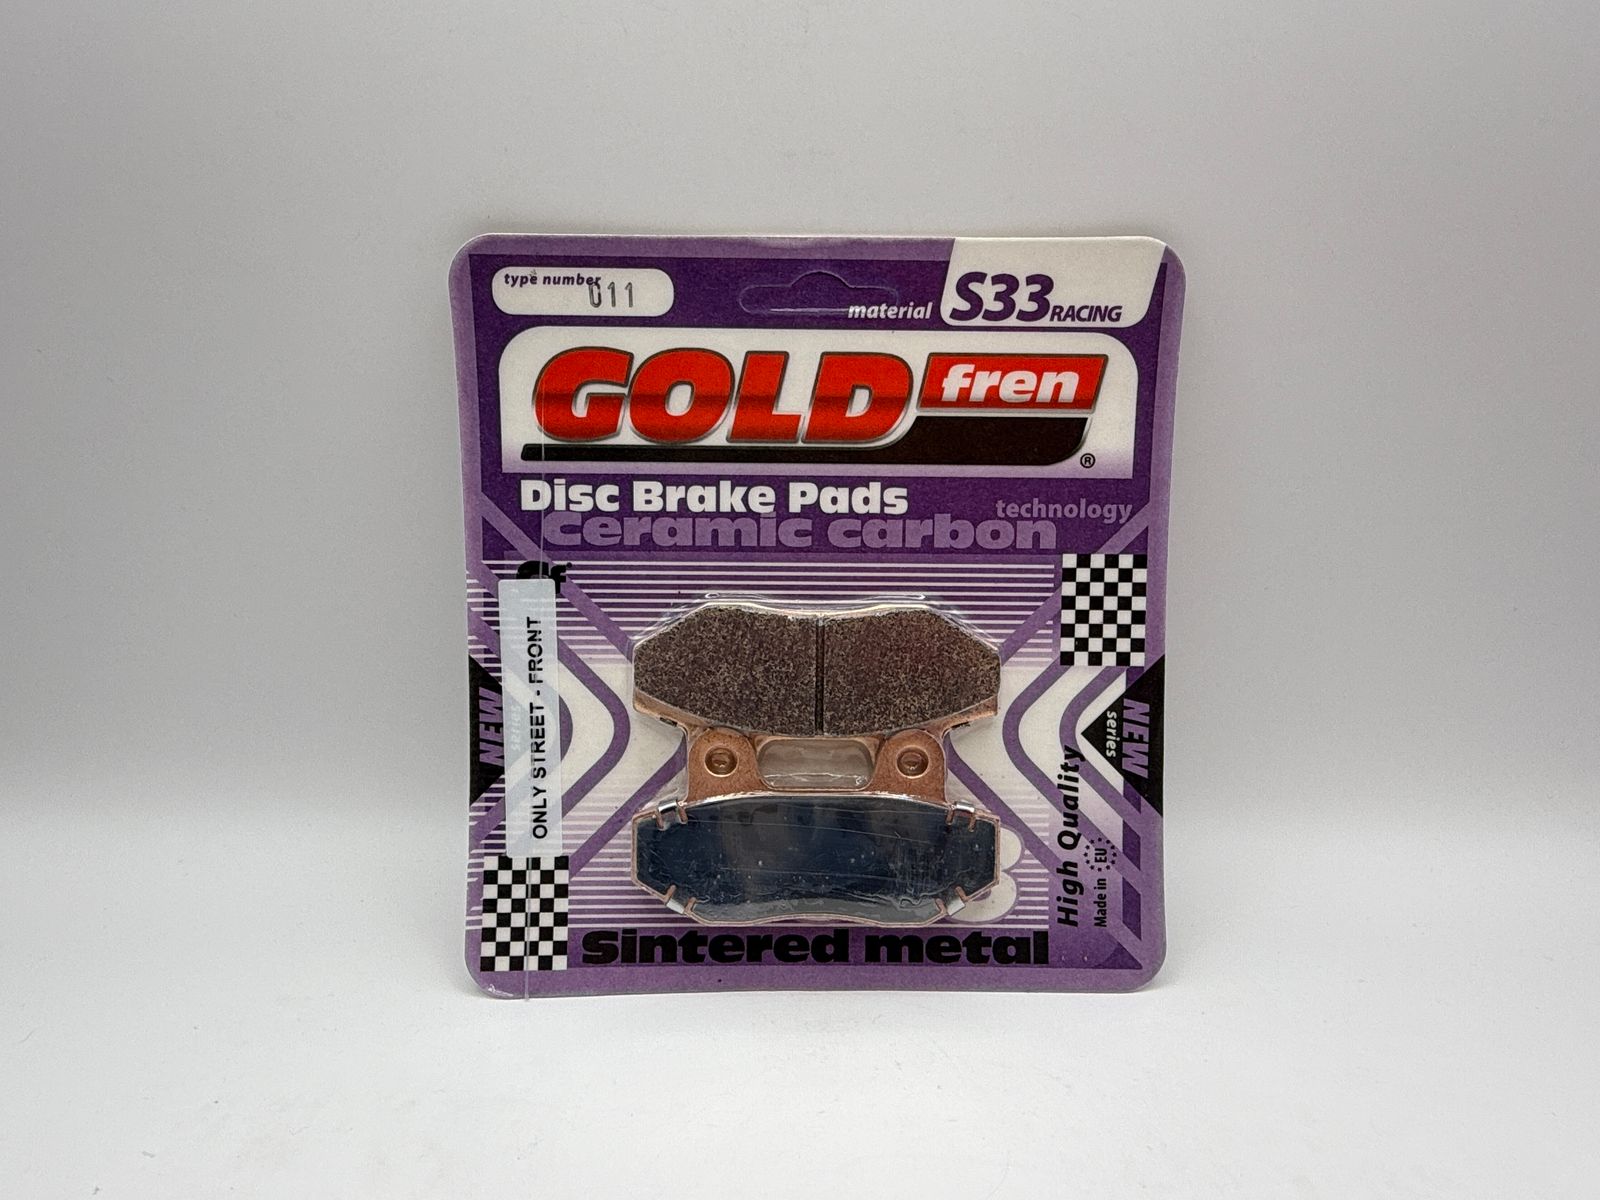 type number
011
material S33 RACING
GOLD fren ®
Disc Brake Pads
technology
Ceramic carbon
ONLY STREET - FRONT
NEW
series
NEW
series
High Quality
Made in EU
Sintered metal